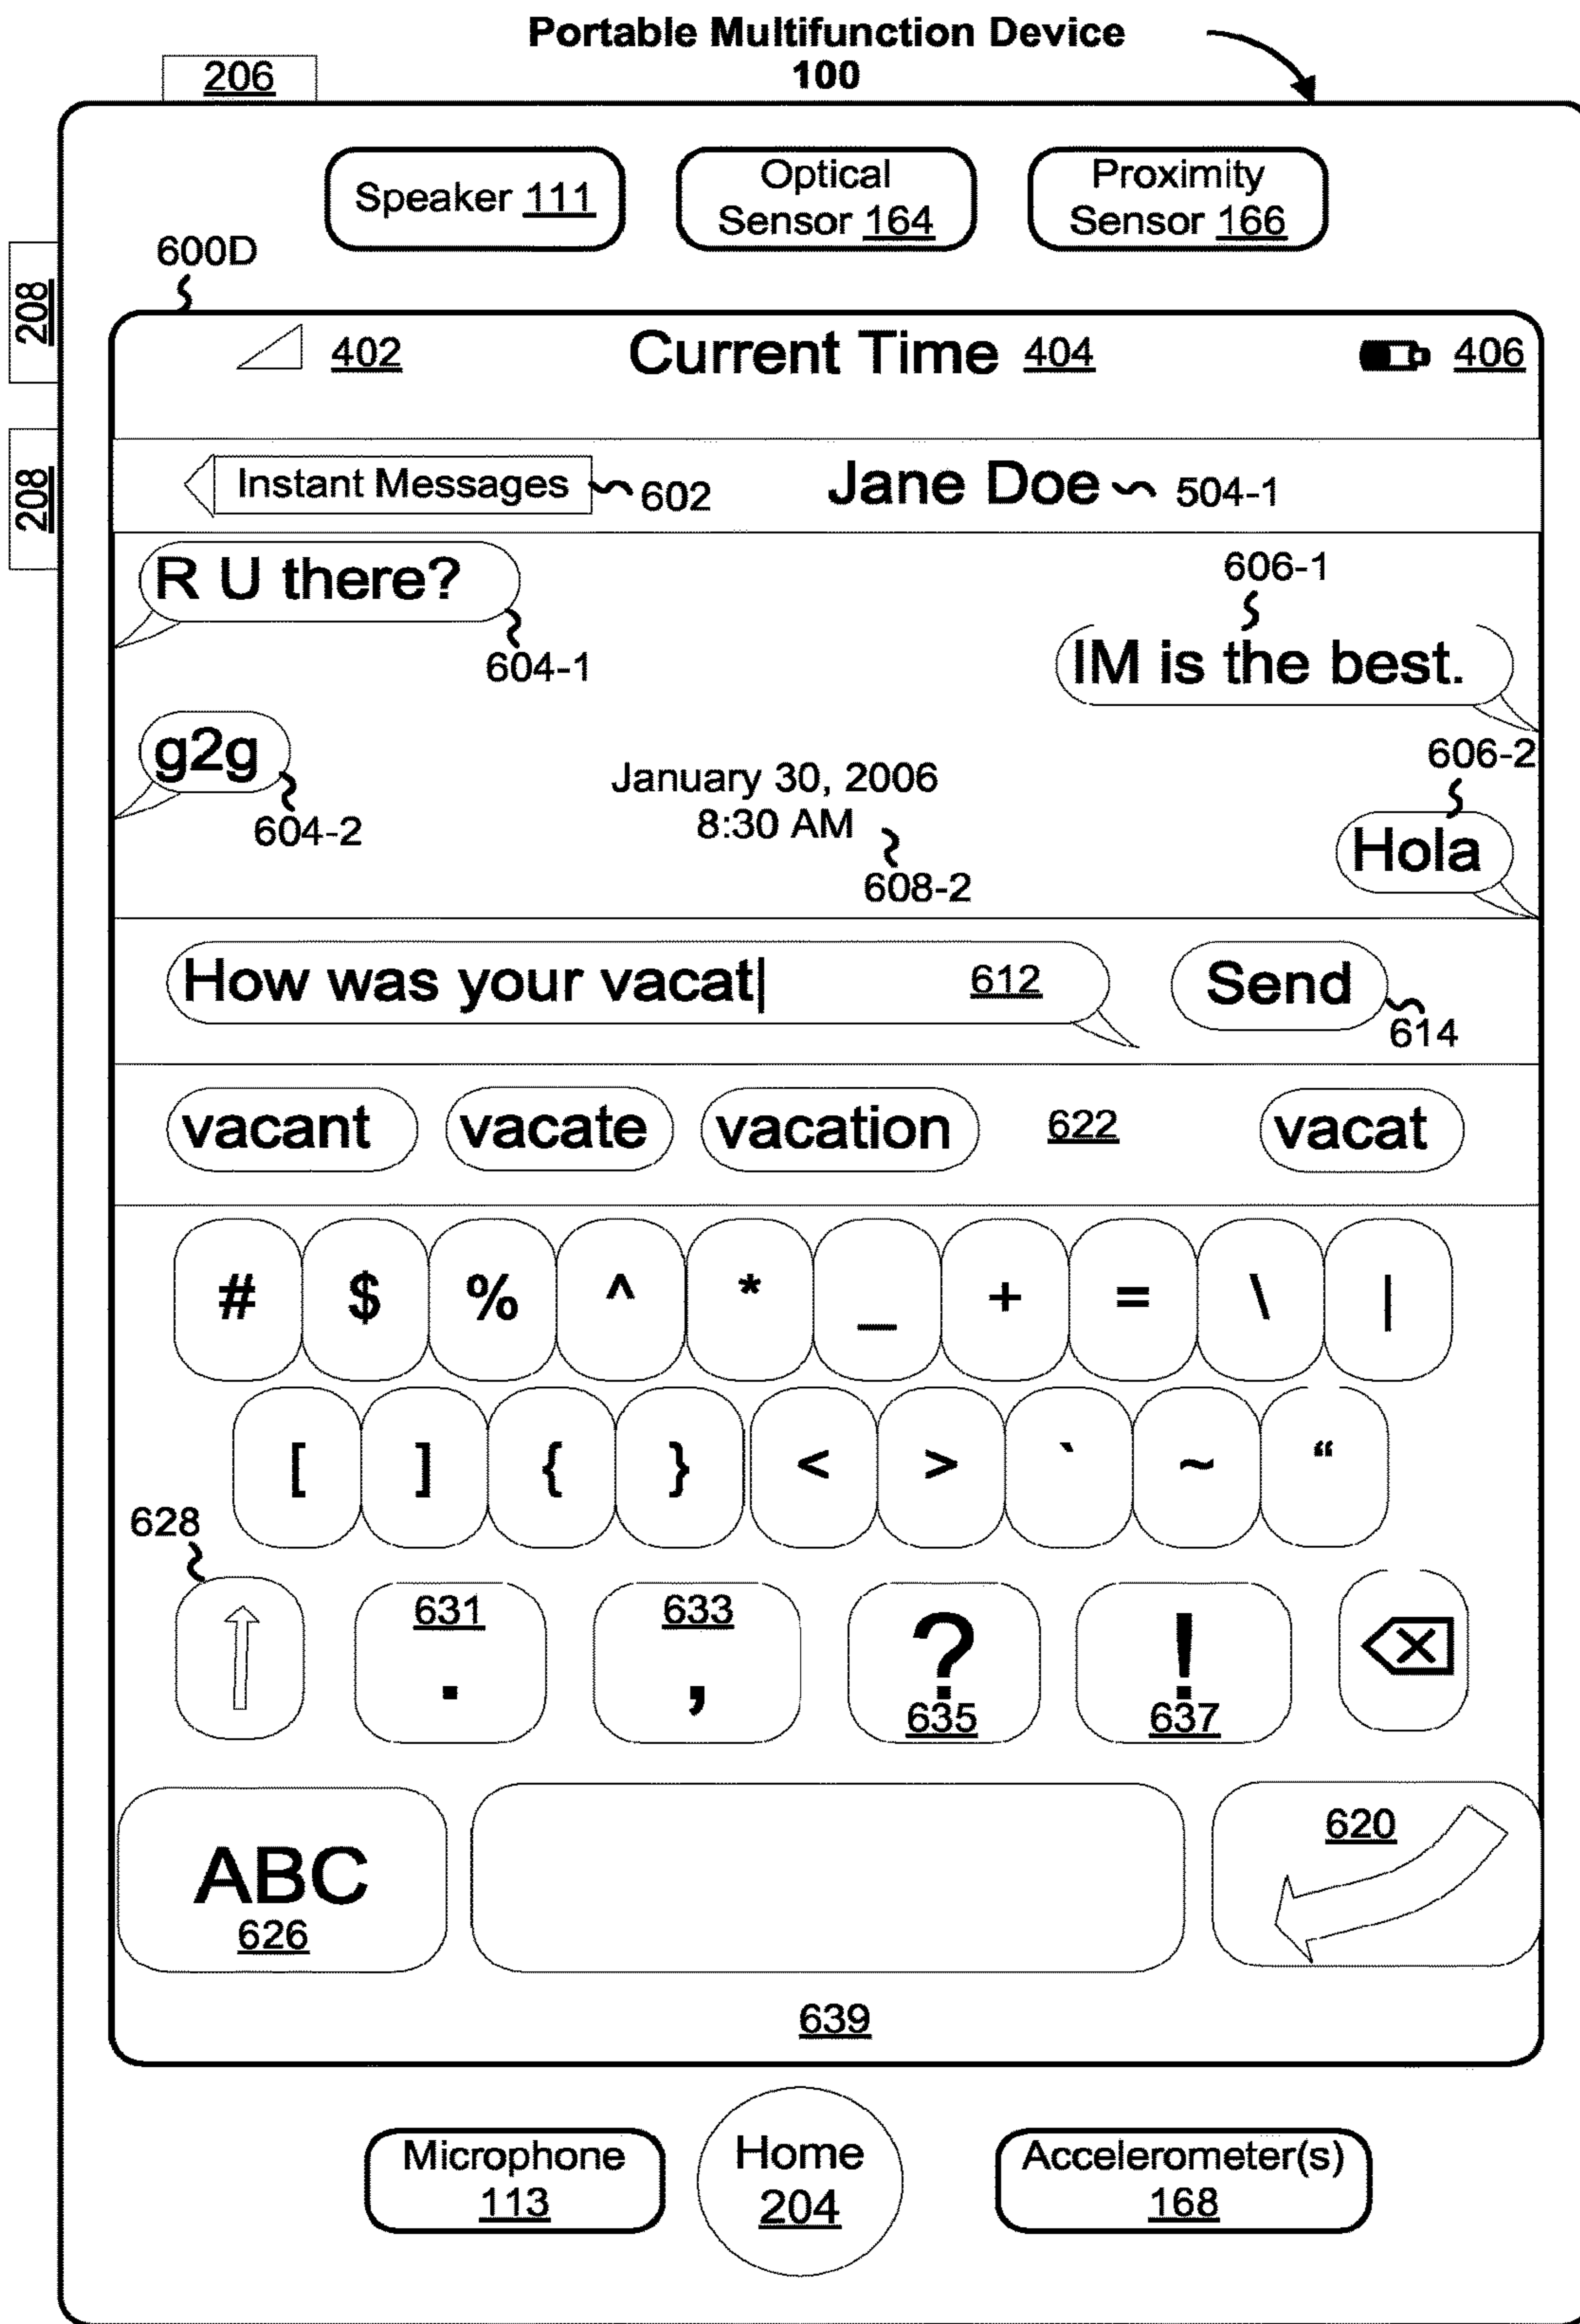 Portable Multifunction Device
100
206
Speaker 111
Optical
Sensor 164
Proximity
Sensor 166
208
208
600D
402
Current Time 404
406
Instant Messages
602
Jane Doe
504-1
R U there?
604-1
606-1
IM is the best.
g2g
604-2
January 30, 2006
8:30 AM
608-2
606-2
Hola
How was your vacat|
612
Send
614
vacant
vacate
vacation
622
vacat
# $ % ^ * _ + = \ |
[ ] { } < > ` ~ “
628
631
.
633
,
?
635
!
637
ABC
626
620
639
Microphone
113
Home
204
Accelerometer(s)
168